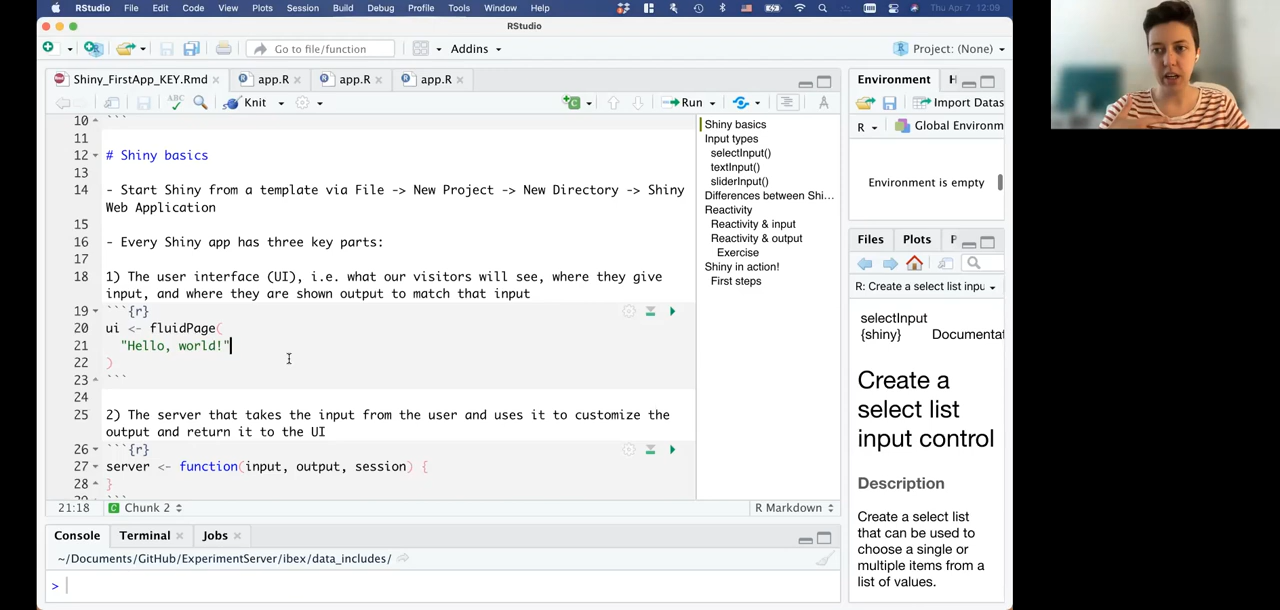 RStudio File Edit Code View Plots Session Build Debug Profile Tools Window Help Thu Apr 7 12:09
RStudio
Go to file/function Addins Project: (None)
Shiny_FirstApp_KEY.Rmd app.R app.R app.R
ABC Knit Run
10 ```
11
12 # Shiny basics
13
14 - Start Shiny from a template via File -> New Project -> New Directory -> Shiny
Web Application
15
16 - Every Shiny app has three key parts:
17
18 1) The user interface (UI), i.e. what our visitors will see, where they give
input, and where they are shown output to match that input
19 ```{r}
20 ui <- fluidPage(
21 "Hello, world!"
22 )
23 ```
24
25 2) The server that takes the input from the user and uses it to customize the
output and return it to the UI
26 ```{r}
27 server <- function(input, output, session) {
28 }
```
21:18 Chunk 2 R Markdown
Shiny basics
Input types
selectInput()
textInput()
sliderInput()
Differences between Shi...
Reactivity
Reactivity & input
Reactivity & output
Exercise
Shiny in action!
First steps
Console Terminal Jobs
~/Documents/GitHub/ExperimentServer/ibex/data_includes/
>
Environment H
Import Datas
R Global Environm
Environment is empty
Files Plots P
R: Create a select list inpu
selectInput
{shiny} Documentat
Create a
select list
input control
Description
Create a select list
that can be used to
choose a single or
multiple items from a
list of values.